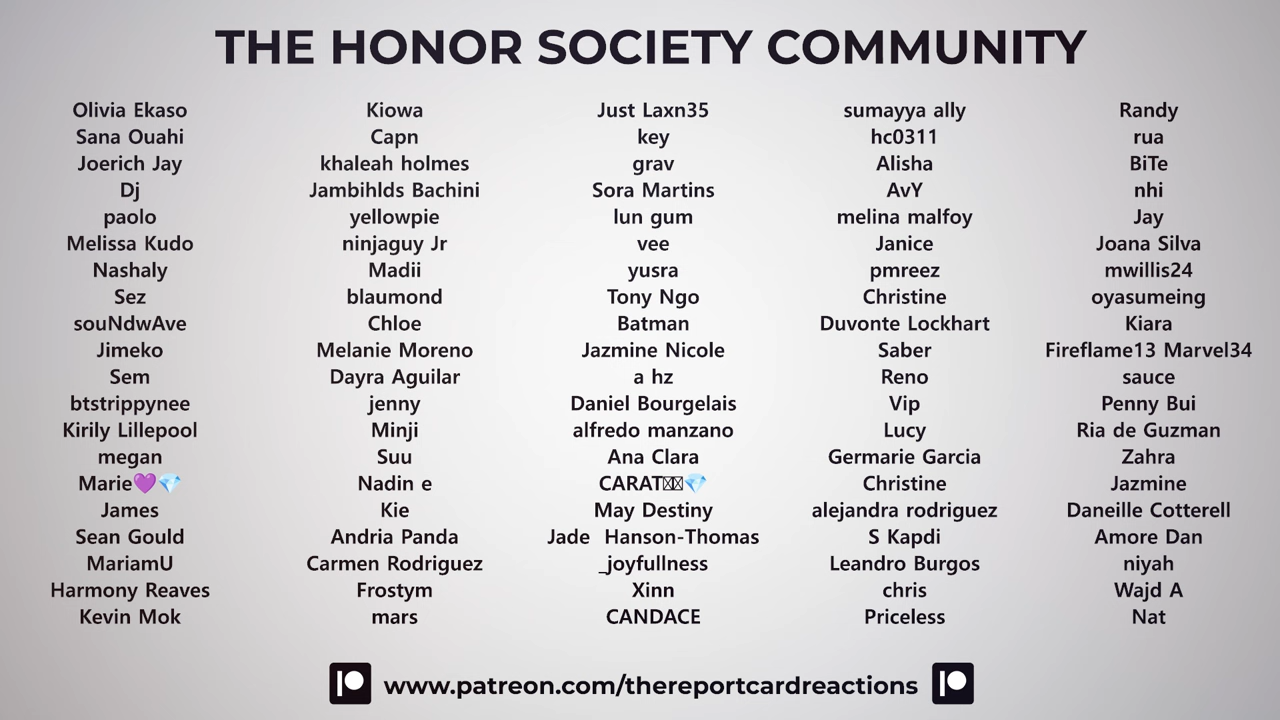 THE HONOR SOCIETY COMMUNITY
Olivia Ekaso
Sana Ouahi
Joerich Jay
Dj
paolo
Melissa Kudo
Nashaly
Sez
souNdwAve
Jimeko
Sem
btstrippynee
Kirily Lillepool
megan
Marie💜💎
James
Sean Gould
MariamU
Harmony Reaves
Kevin Mok
Kiowa
Capn
khaleah holmes
Jambihlds Bachini
yellowpie
ninjaguy Jr
Madii
blaumond
Chloe
Melanie Moreno
Dayra Aguilar
jenny
Minji
Suu
Nadin e
Kie
Andria Panda
Carmen Rodriguez
Frostym
mars
Just Laxn35
key
grav
Sora Martins
lun gum
vee
yusra
Tony Ngo
Batman
Jazmine Nicole
a hz
Daniel Bourgelais
alfredo manzano
Ana Clara
CARAT💎
May Destiny
Jade  Hanson-Thomas
_joyfullness
Xinn
CANDACE
sumayya ally
hc0311
Alisha
AvY
melina malfoy
Janice
pmreez
Christine
Duvonte Lockhart
Saber
Reno
Vip
Lucy
Germarie Garcia
Christine
alejandra rodriguez
S Kapdi
Leandro Burgos
chris
Priceless
Randy
rua
BiTe
nhi
Jay
Joana Silva
mwillis24
oyasumeing
Kiara
Fireflame13 Marvel34
sauce
Penny Bui
Ria de Guzman
Zahra
Jazmine
Daneille Cotterell
Amore Dan
niyah
Wajd A
Nat
www.patreon.com/thereportcardreactions